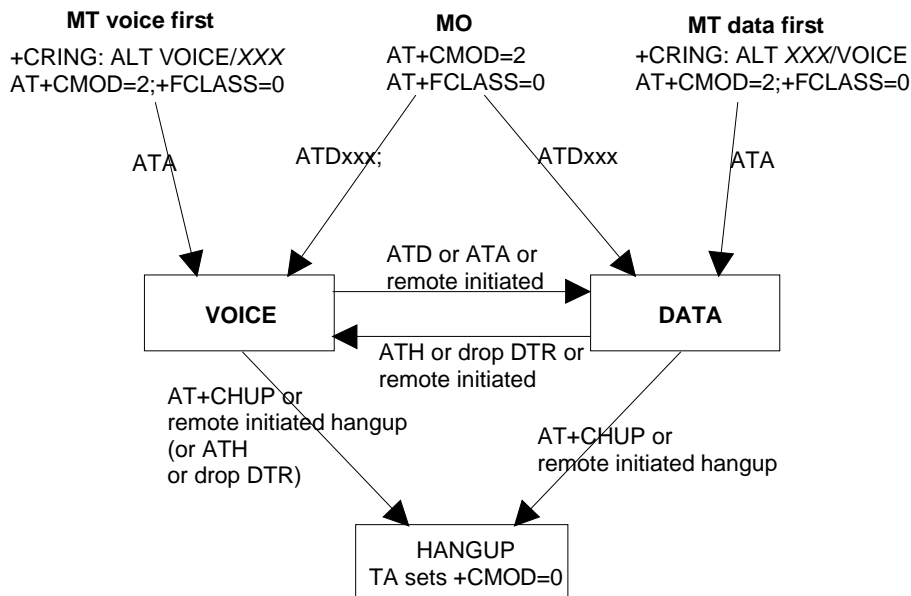 MT voice first
+CRING: ALT VOICE/XXX
AT+CMOD=2;+FCLASS=0
MO
AT+CMOD=2
AT+FCLASS=0
MT data first
+CRING: ALT XXX/VOICE
AT+CMOD=2;+FCLASS=0
ATA
ATDxxx;
ATDxxx
ATA
ATD or ATA or
remote initiated
VOICE
DATA
ATH or drop DTR or
remote initiated
AT+CHUP or
remote initiated hangup
(or ATH
or drop DTR)
AT+CHUP or
remote initiated hangup
HANGUP
TA sets +CMOD=0